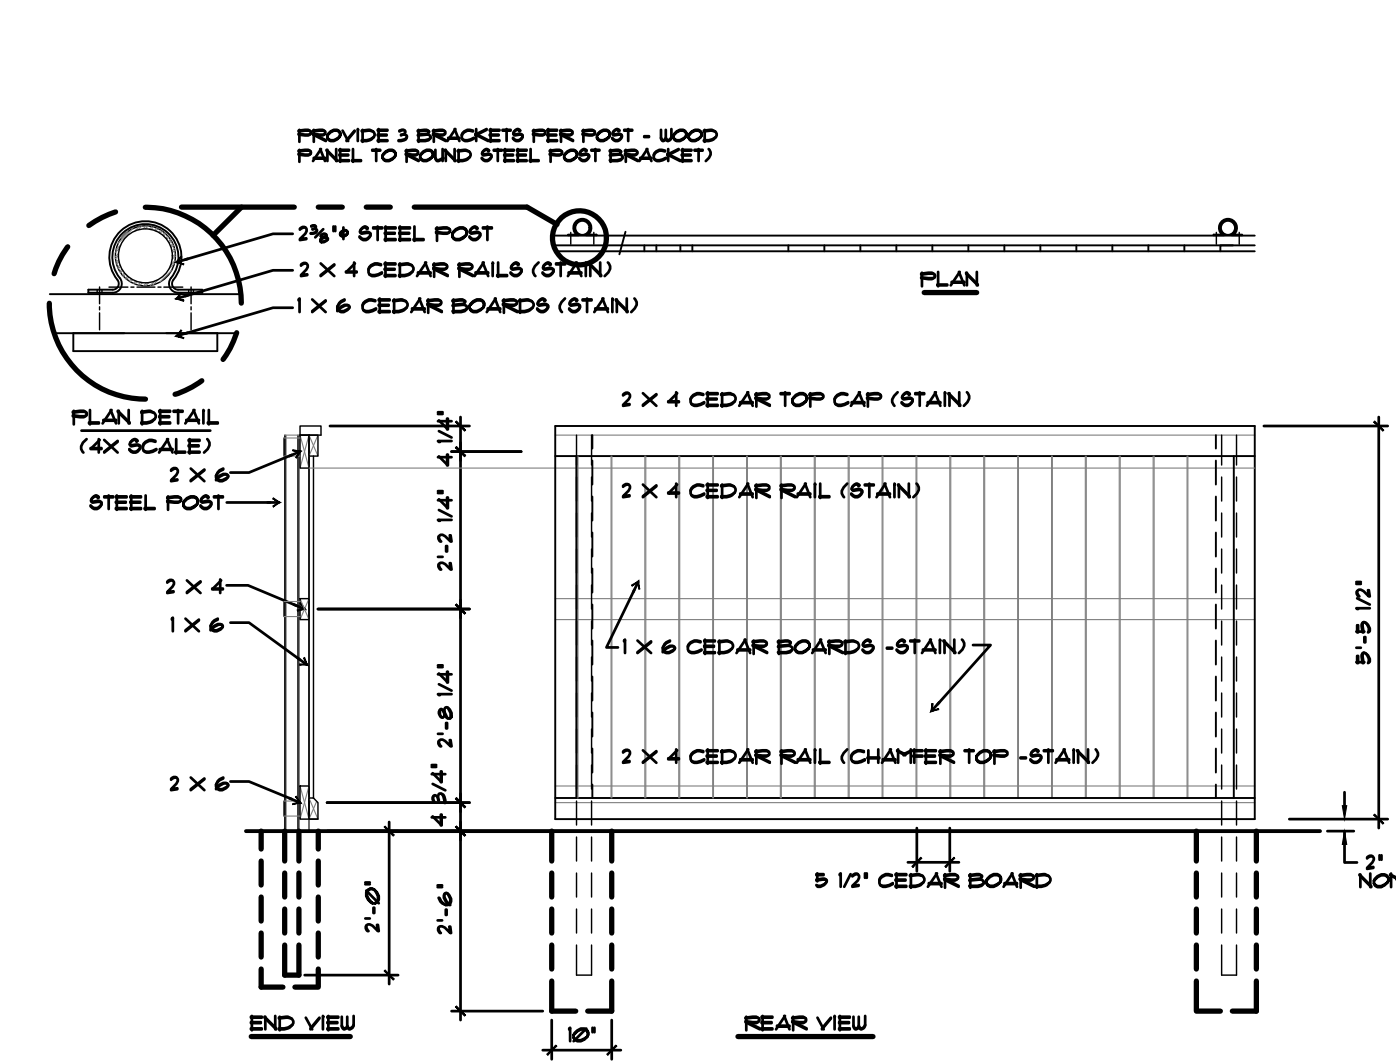 PROVIDE 3 BRACKETS PER POST - WOOD
PANEL TO ROUND STEEL POST BRACKET)
2⅜"ɸ STEEL POST
2 X 4 CEDAR RAILS (STAIN)
1 X 6 CEDAR BOARDS (STAIN)
PLAN
PLAN DETAIL
(4X SCALE)
2 X 6
STEEL POST
2 X 4
1 X 6
2 X 6
4 1/4"
2'-2 1/4"
2'-8 1/4"
4 3/4"
2'-0"
2'-6"
END VIEW
2 X 4 CEDAR TOP CAP (STAIN)
2 X 4 CEDAR RAIL (STAIN)
1 X 6 CEDAR BOARDS -STAIN)
2 X 4 CEDAR RAIL (CHAMFER TOP -STAIN)
5'-5 1/2"
5 1/2" CEDAR BOARD
2"
10"
REAR VIEW